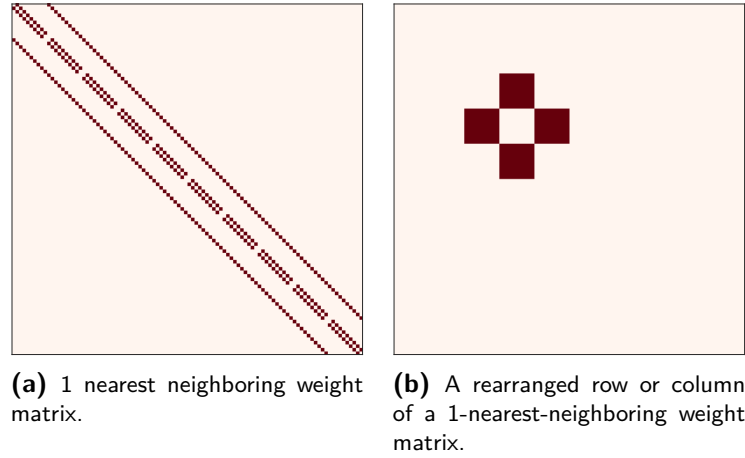 (a) 1 nearest neighboring weight
matrix.
(b) A rearranged row or column
of a 1-nearest-neighboring weight
matrix.